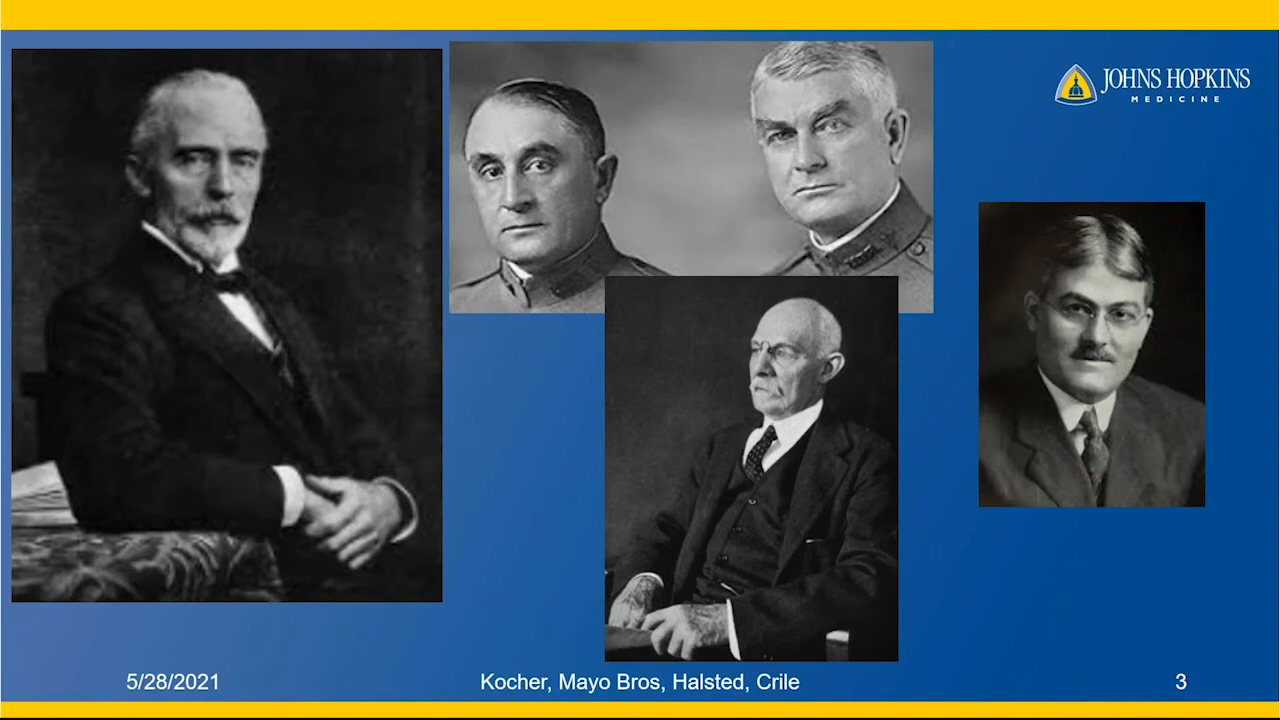 JOHNS HOPKINS
MEDICINE
5/28/2021
Kocher, Mayo Bros, Halsted, Crile
3